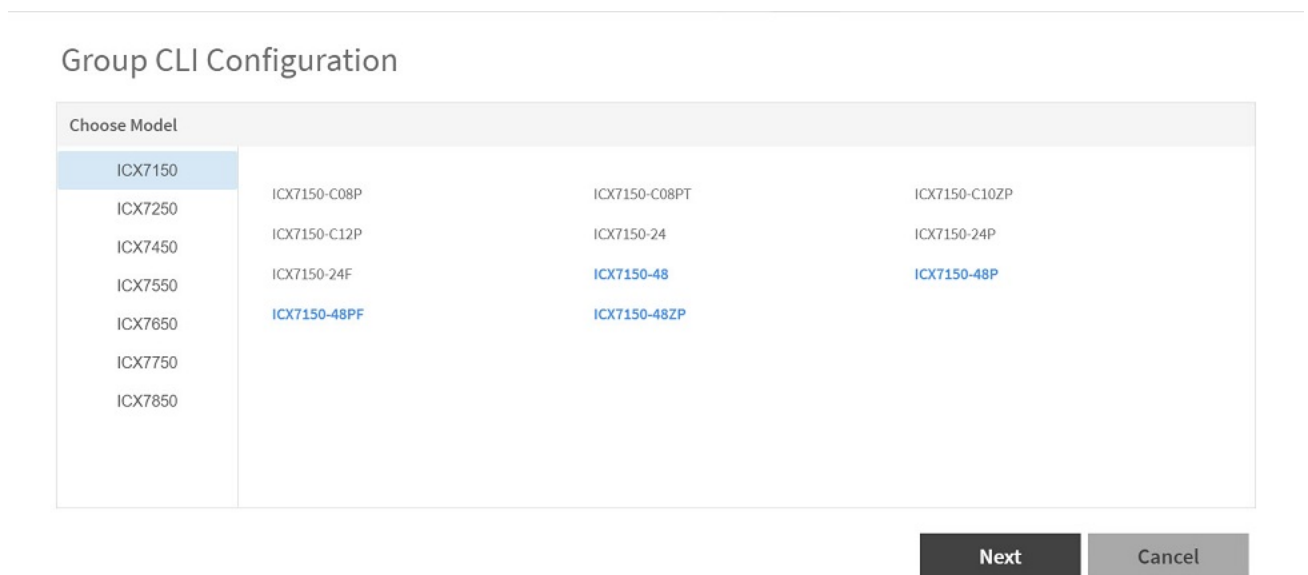 Group CLI Configuration
Choose Model
ICX7150
ICX7250
ICX7450
ICX7550
ICX7650
ICX7750
ICX7850
ICX7150-C08P ICX7150-C08PT ICX7150-C10ZP
ICX7150-C12P ICX7150-24 ICX7150-24P
ICX7150-24F ICX7150-48 ICX7150-48P
ICX7150-48PF ICX7150-48ZP
Next Cancel